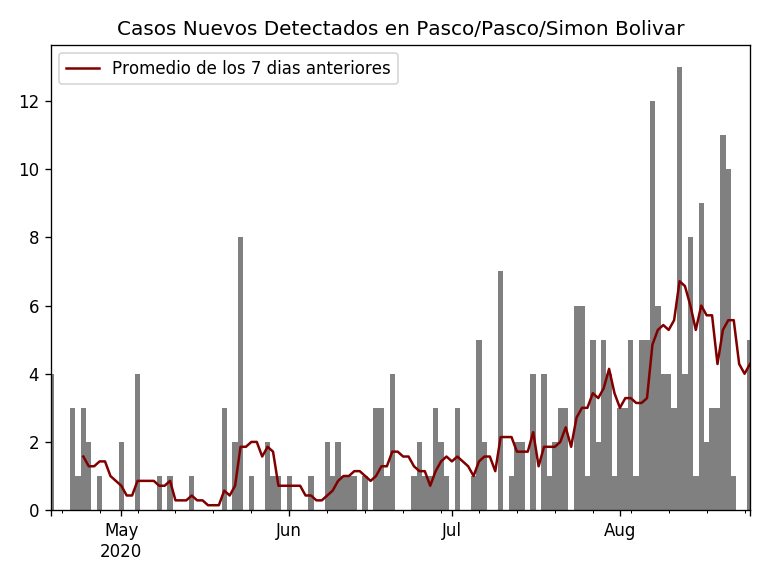 Casos Nuevos Detectados en Pasco/Pasco/Simon Bolivar
Promedio de los 7 dias anteriores
12
10
8
6
4
2
0
May
2020
Jun
Jul
Aug